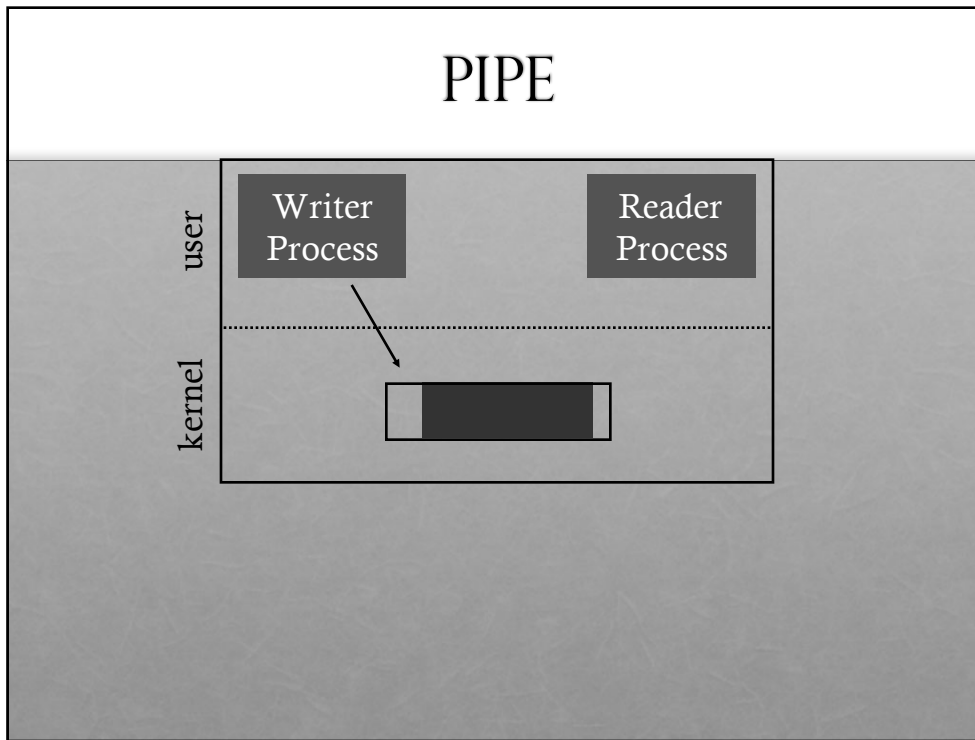 PIPE
Writer
Process
Reader
Process
user
kernel